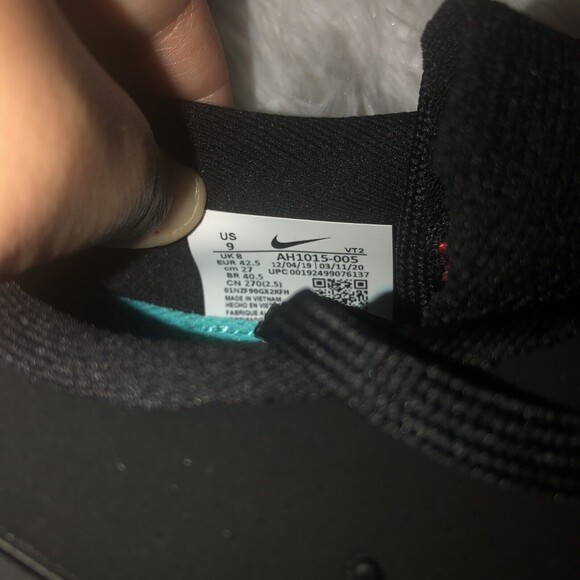 US
9
VT2
UK 8
AH1015-005
EUR 42.5
12/04/19 | 03/11/20
cm 27
UPC 00192499076137
BR 40.5
CN 270(2.5)
01NZF90GX2KFH
MADE IN VIETNAM
HECHO EN VIETNAM
FABRIQUE AU